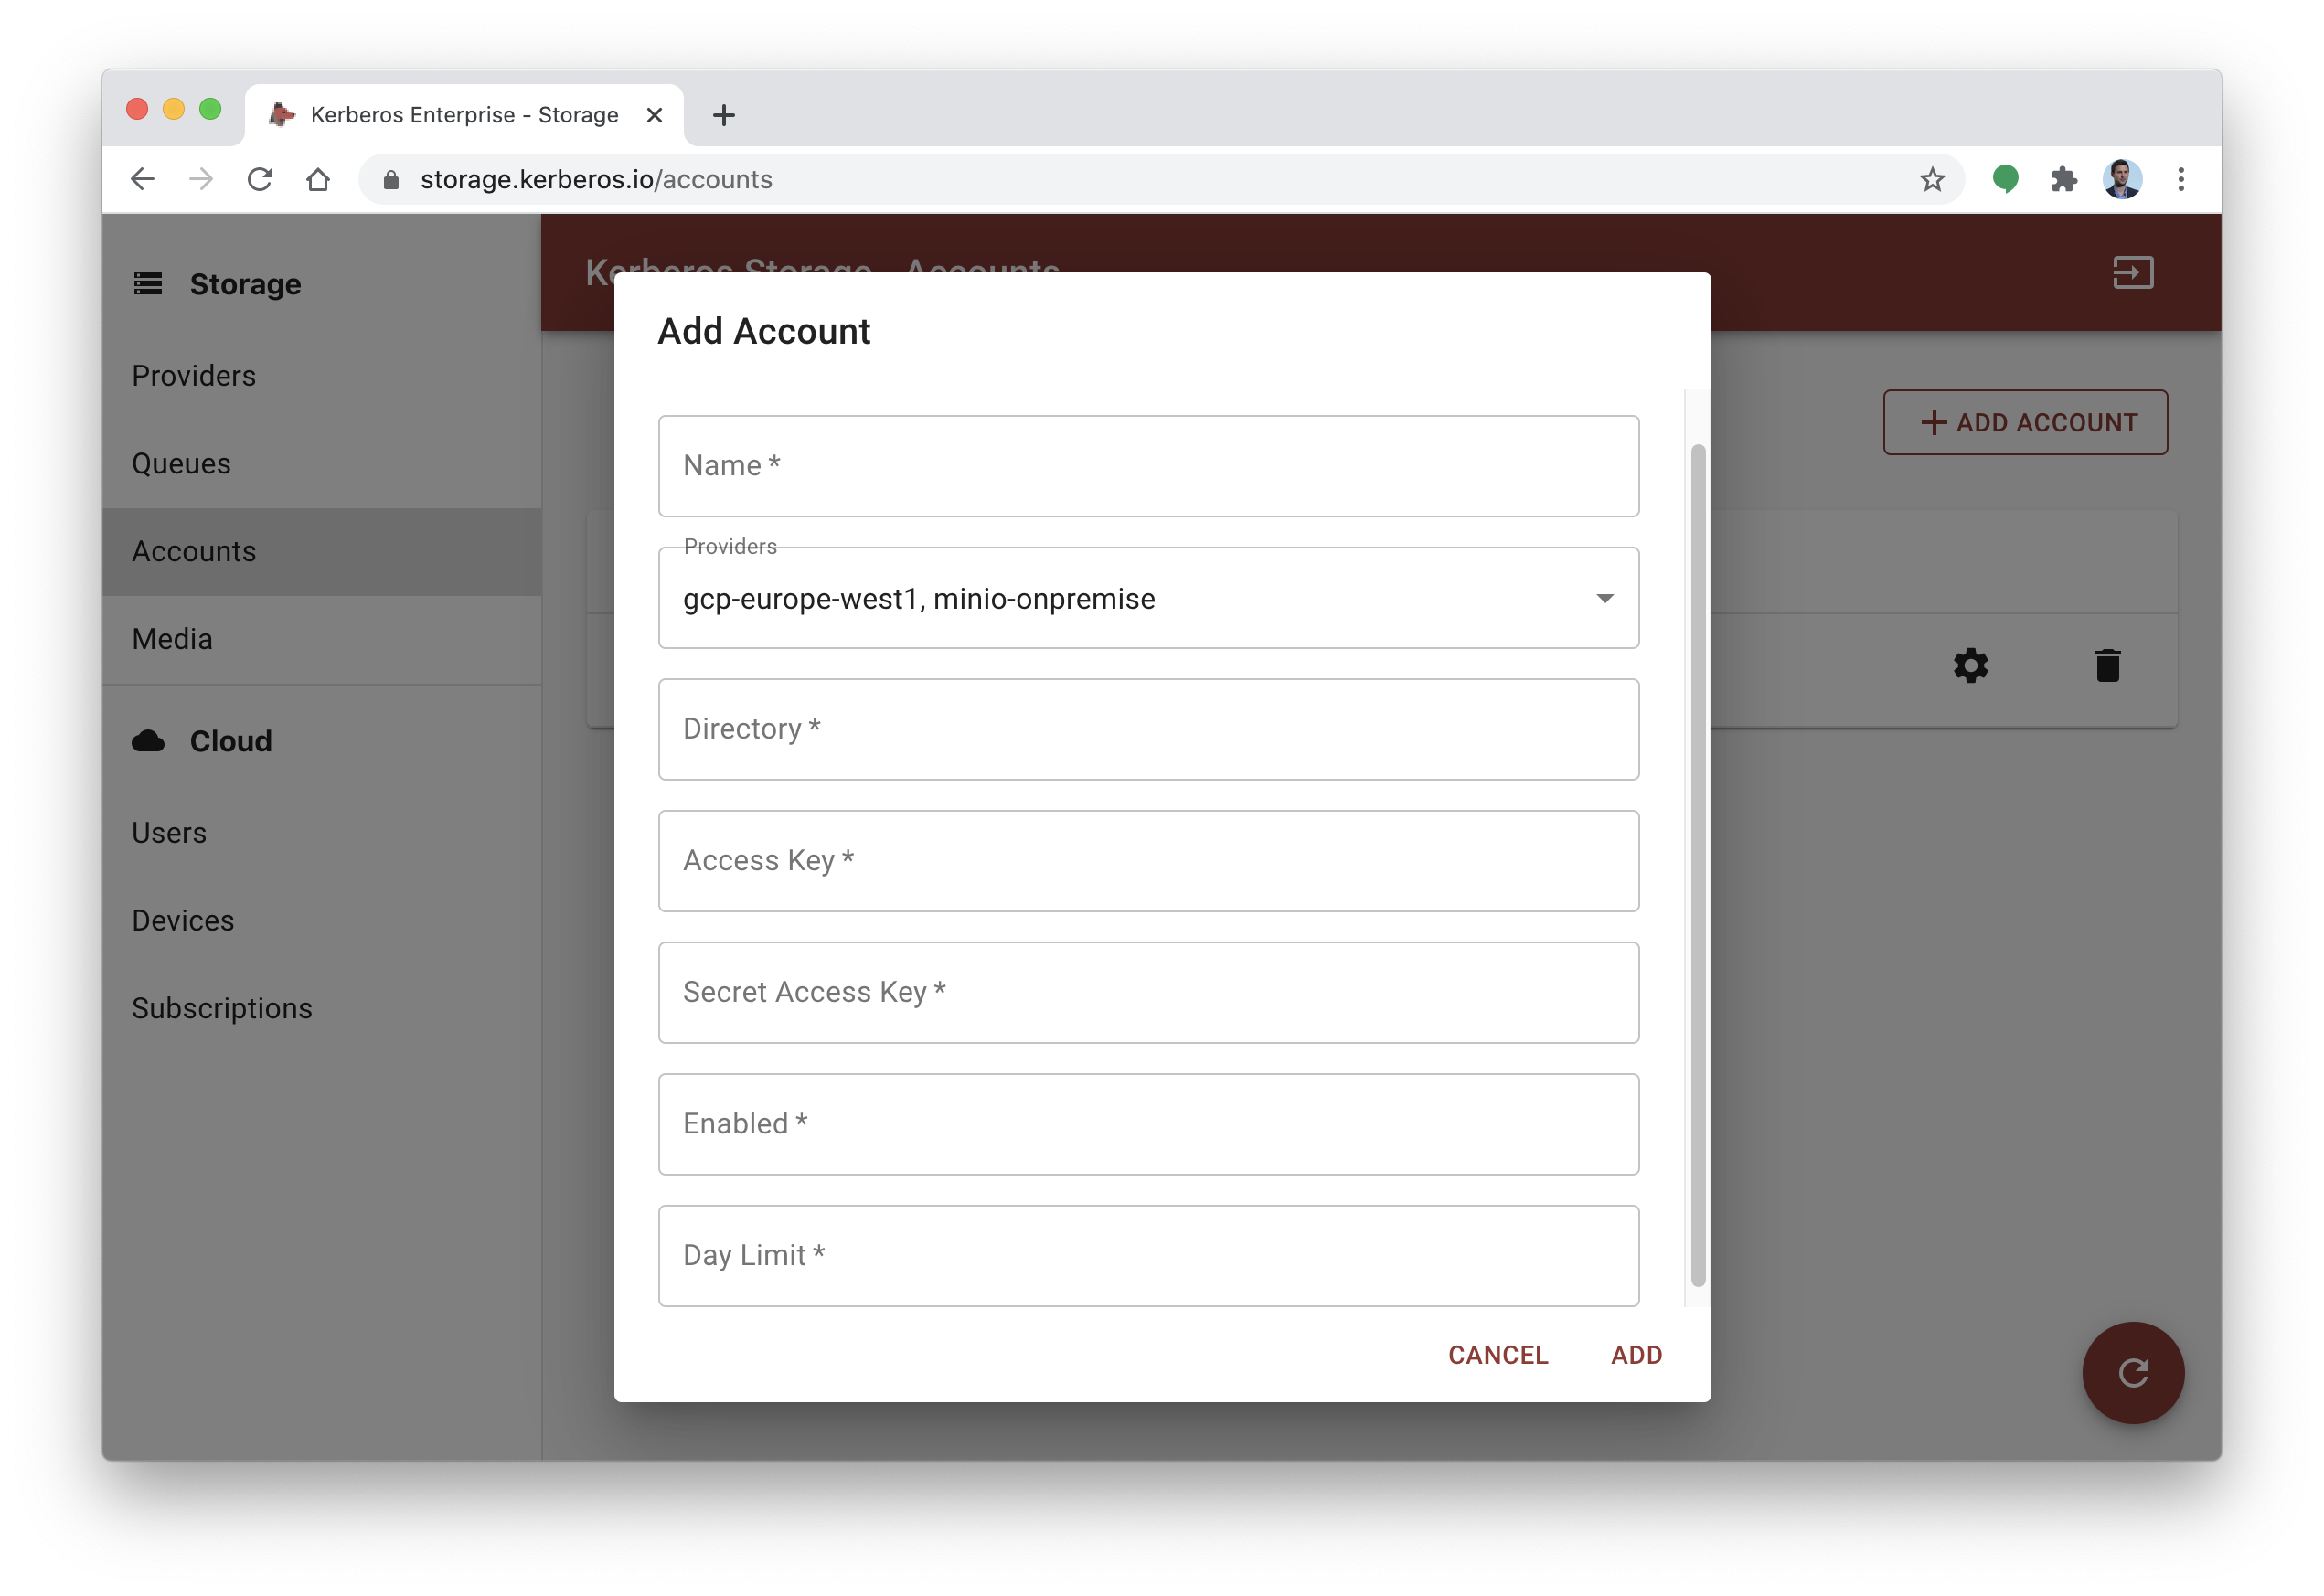 Kerberos Enterprise - Storage
storage.kerberos.io/accounts
Storage
Providers
Queues
Accounts
Media
Cloud
Users
Devices
Subscriptions
Kerberos Storage - Accounts
ADD ACCOUNT
Add Account
Name *
Providers
gcp-europe-west1, minio-onpremise
Directory *
Access Key *
Secret Access Key *
Enabled *
Day Limit *
CANCEL ADD